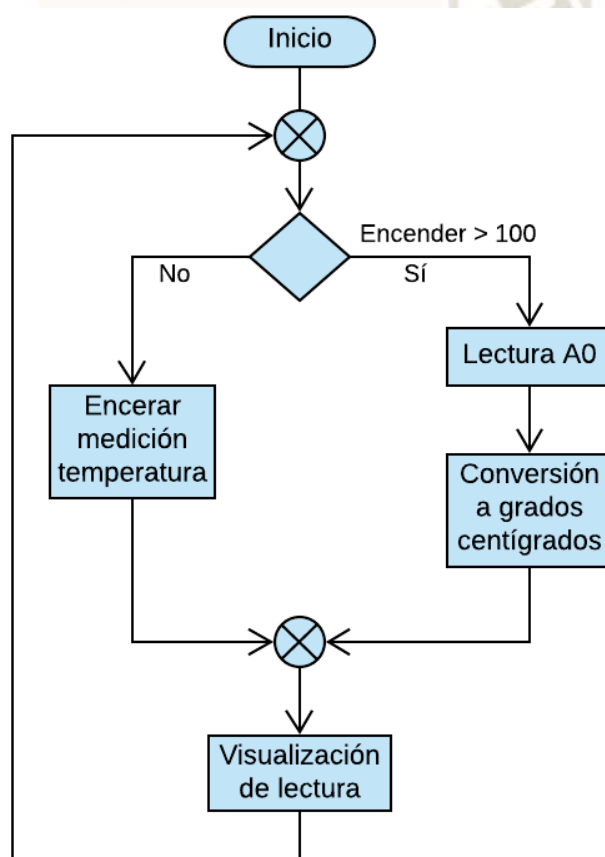 Inicio
Encender > 100
No
Sí
Lectura A0
Encerar
medición
temperatura
Conversión
a grados
centígrados
Visualización
de lectura